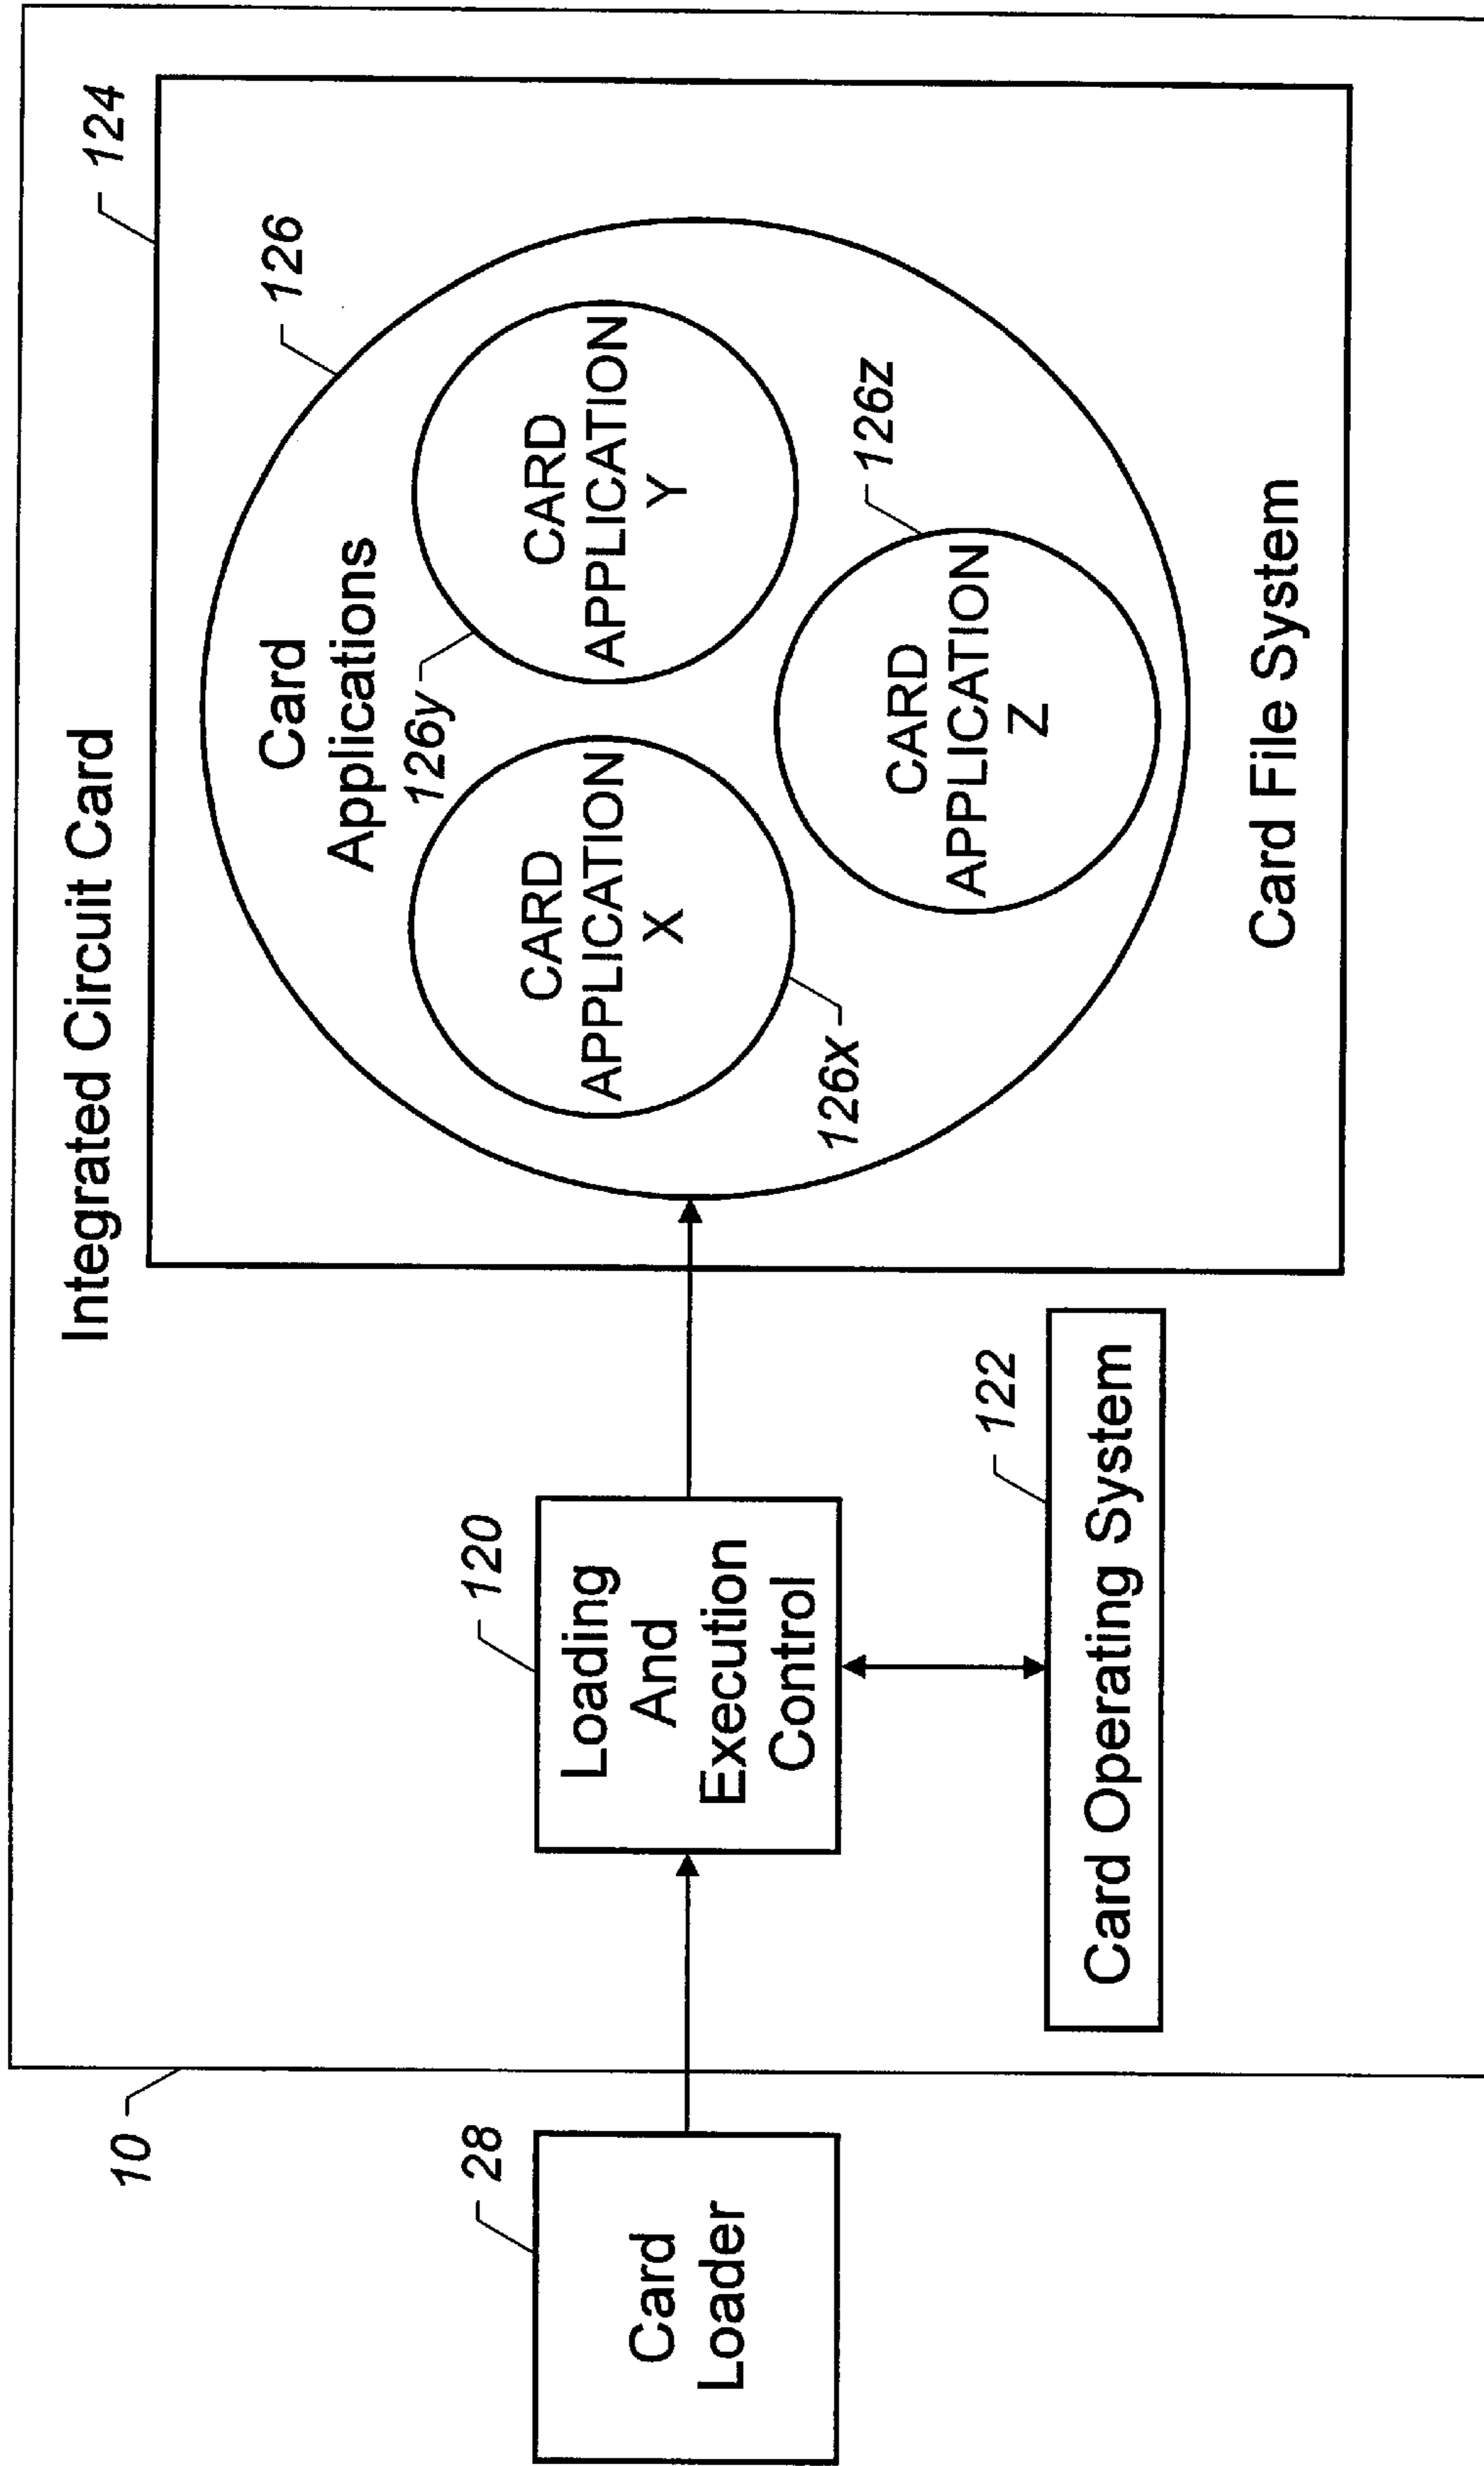 Integrated Circuit Card
10
124
126
Card
Applications
126y
CARD
APPLICATION
X
CARD
APPLICATION
Y
126x
126z
CARD
APPLICATION
Z
Card File System
28
Card
Loader
120
Loading
And
Execution
Control
122
Card Operating System